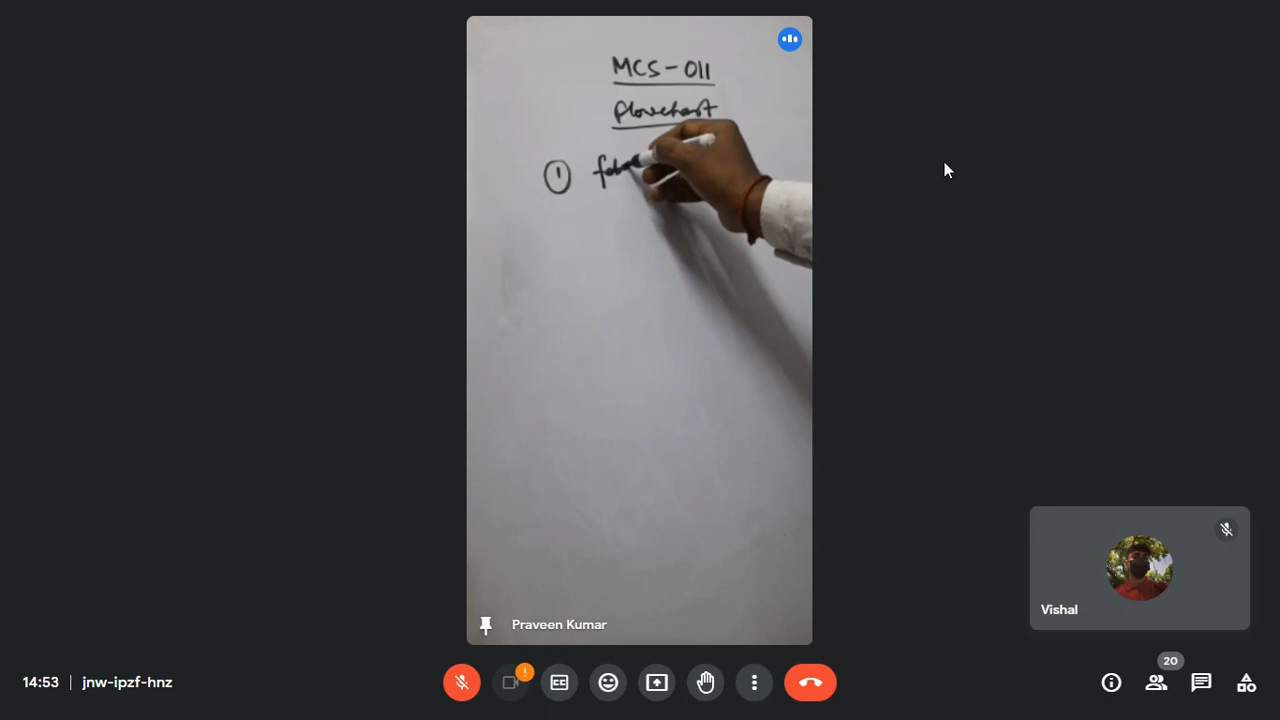 MCS-011
flowchart
1
Praveen Kumar
Vishal
14:53 | jnw-ipzf-hnz
20